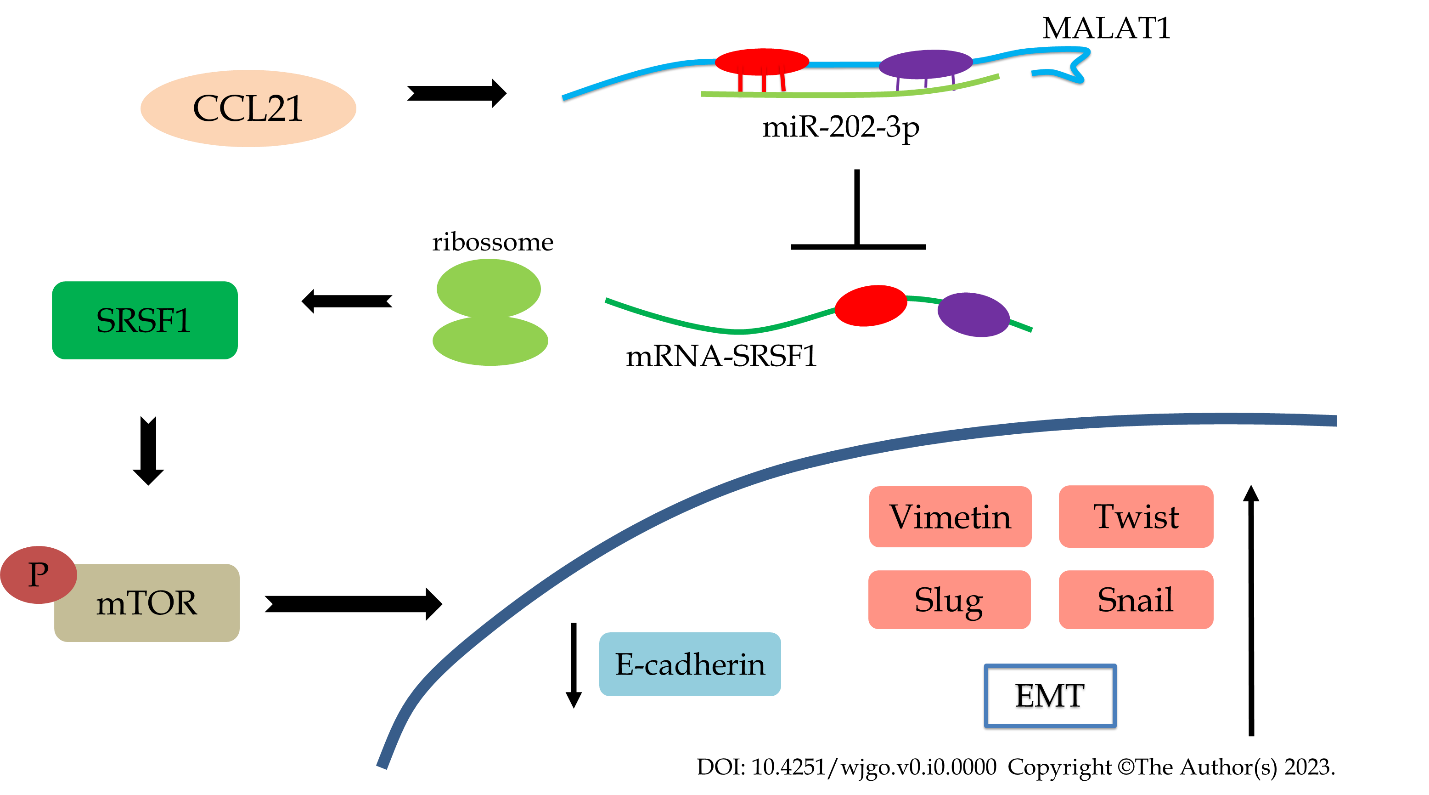 MALAT1
CCL21
miR-202-3p
ribossome
SRSF1
mRNA-SRSF1
Vimetin
Twist
P
mTOR
Slug
Snail
E-cadherin
EMT
DOI: 10.4251/wjgo.v0.i0.0000 Copyright ©The Author(s) 2023.